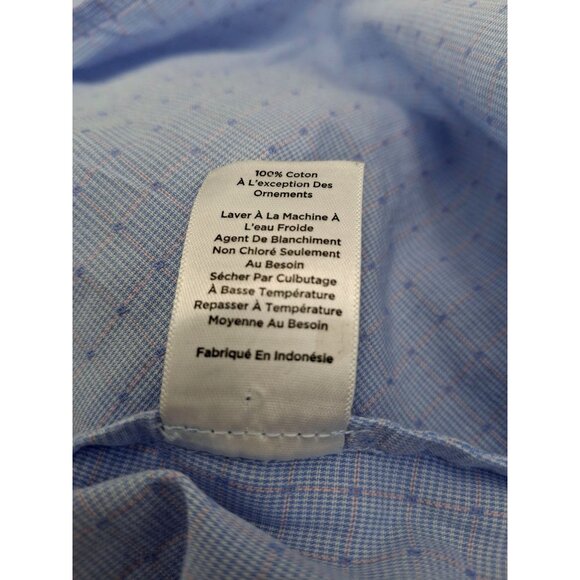 100% Coton
À L'exception Des
Ornements
Laver À La Machine À
L'eau Froide
Agent De Blanchiment
Non Chloré Seulement
Au Besoin
Sécher Par Culbutage
À Basse Température
Repasser À Température
Moyenne Au Besoin
Fabriqué En Indonésie